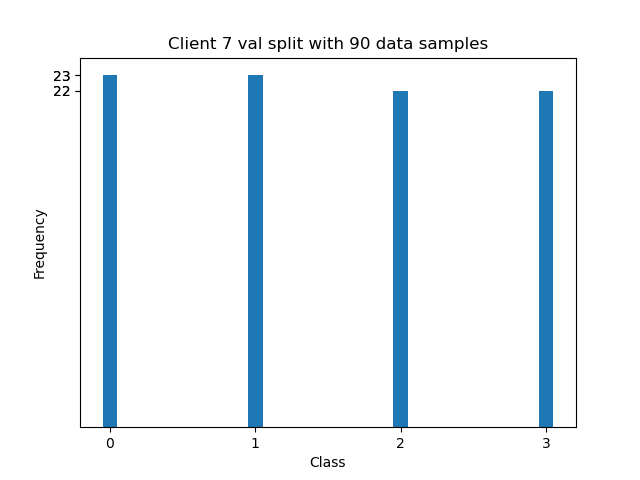 Client 7 val split with 90 data samples
23
22
Frequency
0 1 2 3
Class